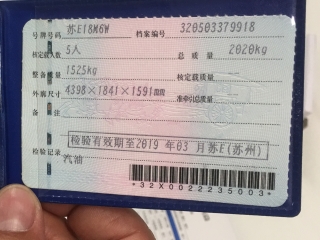 号牌号码 苏E18M6W 档案编号 320503379918
核定载人数 5人 总质量 2020kg
整备质量 1525kg 核定载质量
外廓尺寸 4398×1841×1591mm 准牵引总质量
备注
检验有效期至2019年03月苏E(苏州)
检验记录
汽油
*32X0022235003*